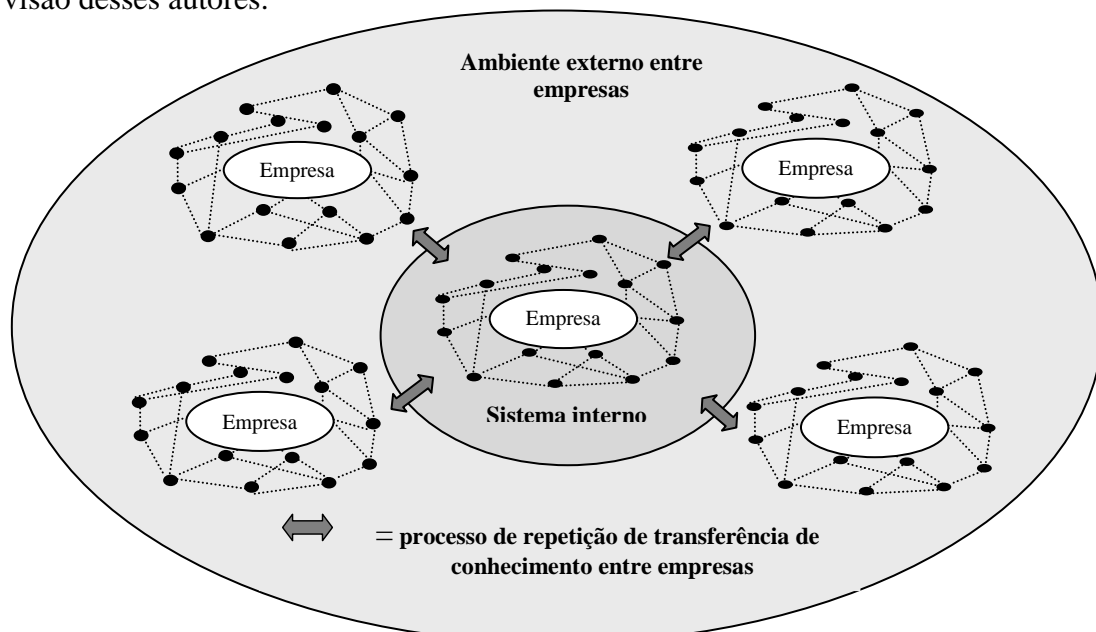 visão desses autores:
Ambiente externo entre
empresas
Empresa
Empresa
Empresa
Sistema interno
Empresa
Empresa
= processo de repetição de transferência de
conhecimento entre empresas